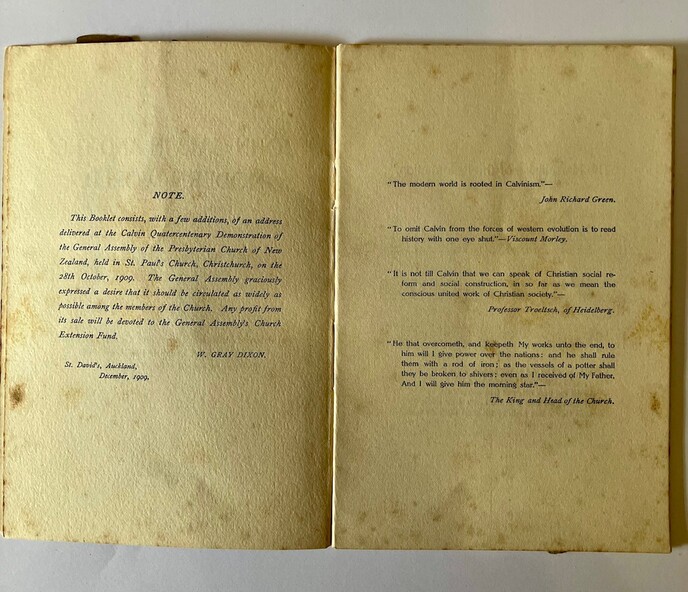 NOTE.
This Booklet consists, with a few additions, of an address
delivered at the Calvin Quatercentenary Demonstration of
the General Assembly of the Presbyterian Church of New
Zealand, held in St. Paul's Church, Christchurch, on the
28th October, 1909. The General Assembly graciously
expressed a desire that it should be circulated as widely as
possible among the members of the Church. Any profit from
its sale will be devoted to the General Assembly's Church
Extension Fund.
W. GRAY DIXON.
St. David's, Auckland,
December, 1909.
"The modern world is rooted in Calvinism."—
John Richard Green.
"To omit Calvin from the forces of western evolution is to read
history with one eye shut."—Viscount Morley.
"It is not till Calvin that we can speak of Christian social re-
form and social construction, in so far as we mean the
conscious united work of Christian society."—
Professor Troeltsch, of Heidelberg.
"He that overcometh, and keepeth My works unto the end, to
him will I give power over the nations: and he shall rule
them with a rod of iron; as the vessels of a potter shall
they be broken to shivers; even as I received of My Father,
And I will give him the morning star."—
The King and Head of the Church.